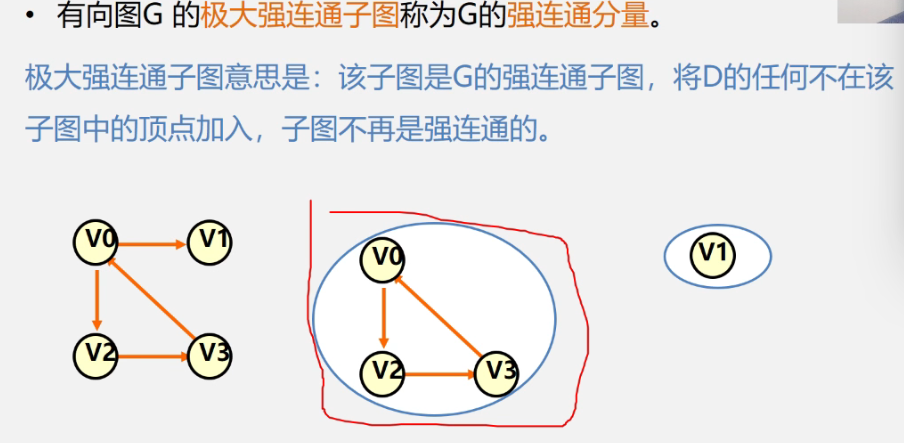 • 有向图G 的极大强连通子图称为G的强连通分量。
极大强连通子图意思是：该子图是G的强连通子图，将D的任何不在该
子图中的顶点加入，子图不再是强连通的。
V0 V1
V0
V1
V2 V3
V2 V3